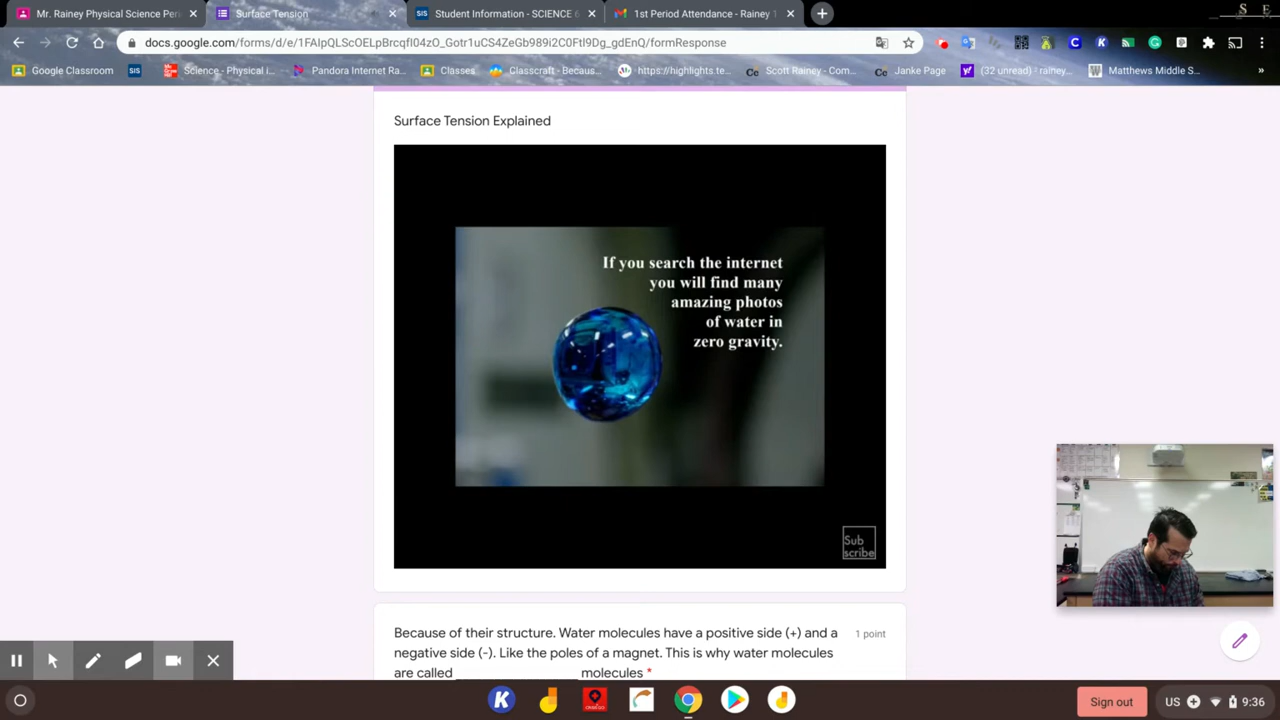 Mr. Rainey Physical Science Per
Surface Tension
Student Information - SCIENCE 6
1st Period Attendance - Rainey 1
S E
docs.google.com/forms/d/e/1FAIpQLScOELpBrcqfI04zO_Gotr1uCS4ZeGb989i2C0Ftl9Dg_gdEnQ/formResponse
Google Classroom
SIS
Science - Physical i...
Pandora Internet Ra...
Classes
Classcraft - Becaus...
https://highlights.te...
Scott Rainey - Com...
Janke Page
(32 unread) - rainey...
Matthews Middle S...
Surface Tension Explained
If you search the internet
you will find many
amazing photos
of water in
zero gravity.
Sub
scribe
Because of their structure. Water molecules have a positive side (+) and a
1 point
negative side (-). Like the poles of a magnet. This is why water molecules
are called ______________ molecules *
Sign out
US
9:36